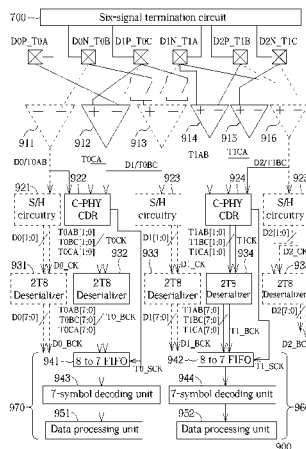 700
Six-signal termination circuit
D0P_T0A D0N_T0B D1P_T0C D1N_T1A D2P_T1B D2N_T1C
911 912 913 914 915 916
D0/T0AB T0CA D1/T0BC T1AB T1CA D2/T1BC
921 922 923 924 925
S/H circuitry
C-PHY CDR
S/H circuitry
C-PHY CDR
S/H circuitry
D0[1:0]
T0AB[1:0]
T0BC[1:0]
T0CA[1:0]
T0CK
D1[1:0]
T1AB[1:0]
T1BC[1:0]
T1CA[1:0]
T1CK
D2[1:0]
D0_CK
D1_CK
D2_CK
931 932 933 934
2T8 Deserializer
2T8 Deserializer
2T8 Deserializer
2T8 Deserializer
2T8 Deserializer
D0[7:0]
T0AB[7:0]
T0BC[7:0]
T0CA[7:0]
D1[7:0]
T1AB[7:0]
T1BC[7:0]
T1CA[7:0]
D2[7:0]
D0_BCK
T0_BCK
D1_BCK
T1_BCK
T0_SCK
T1_SCK
941
8 to 7 FIFO
942
8 to 7 FIFO
943
944
970
7-symbol decoding unit
7-symbol decoding unit
951
952
Data processing unit
Data processing unit
900